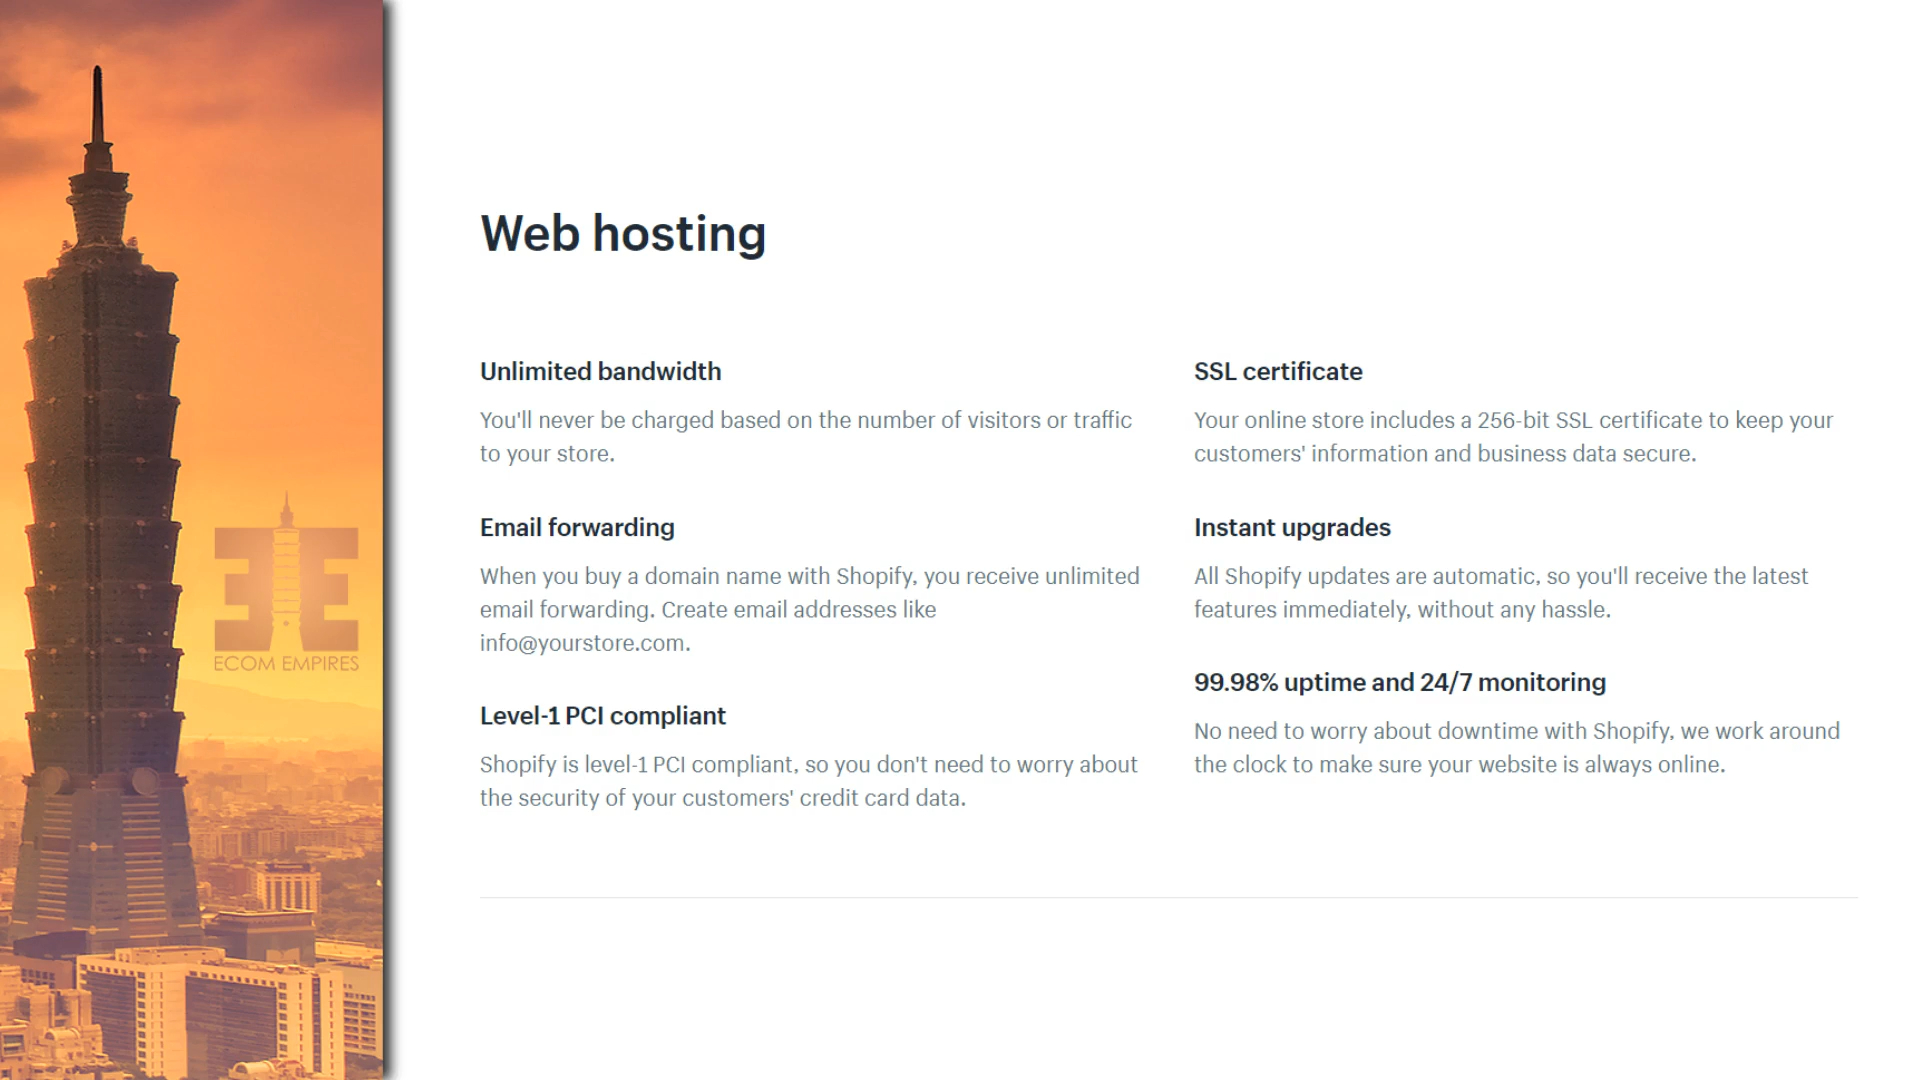 Web hosting
Unlimited bandwidth
You'll never be charged based on the number of visitors or traffic
to your store.
Email forwarding
When you buy a domain name with Shopify, you receive unlimited
email forwarding. Create email addresses like
info@yourstore.com.
Level-1 PCI compliant
Shopify is level-1 PCI compliant, so you don't need to worry about
the security of your customers' credit card data.
SSL certificate
Your online store includes a 256-bit SSL certificate to keep your
customers' information and business data secure.
Instant upgrades
All Shopify updates are automatic, so you'll receive the latest
features immediately, without any hassle.
99.98% uptime and 24/7 monitoring
No need to worry about downtime with Shopify, we work around
the clock to make sure your website is always online.
ECOM EMPIRES